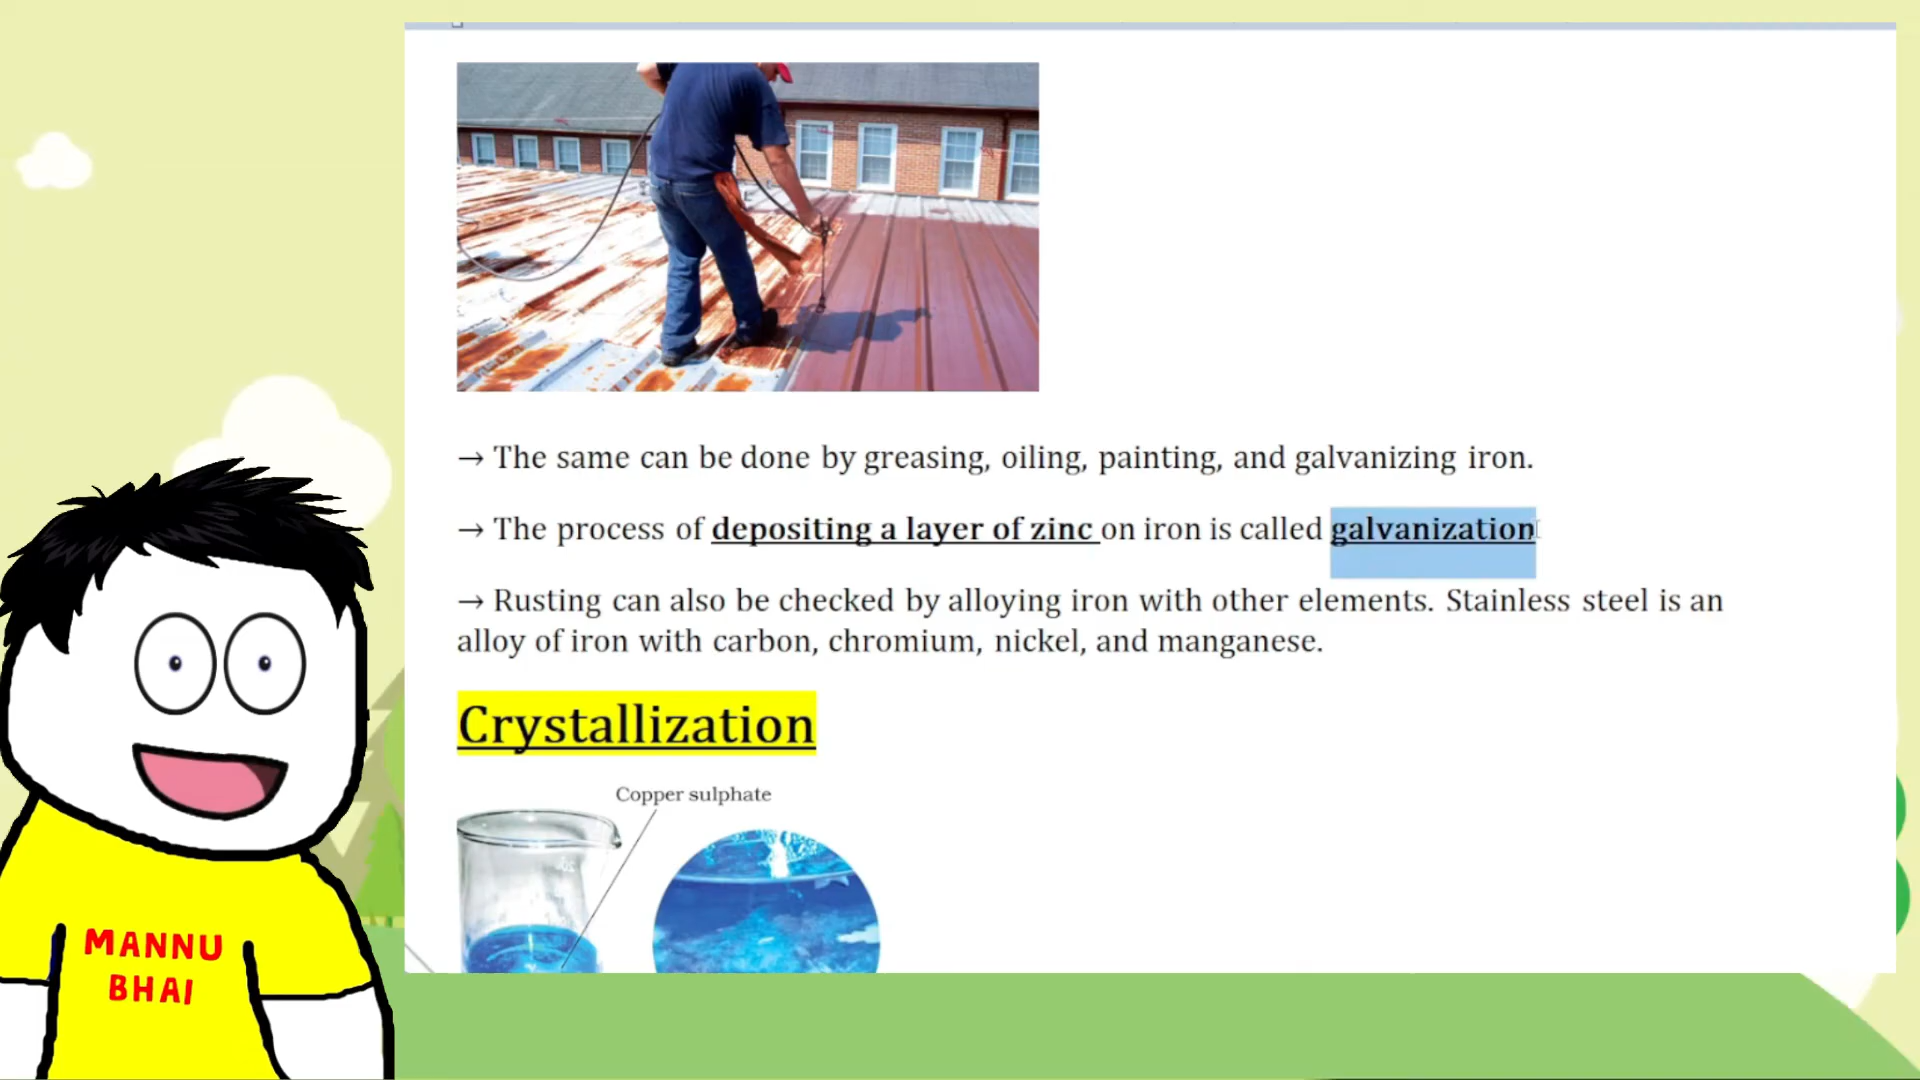 → The same can be done by greasing, oiling, painting, and galvanizing iron.
→ The process of depositing a layer of zinc on iron is called galvanization
→ Rusting can also be checked by alloying iron with other elements. Stainless steel is an
alloy of iron with carbon, chromium, nickel, and manganese.
Crystallization
Copper sulphate
MANNU
BHAI